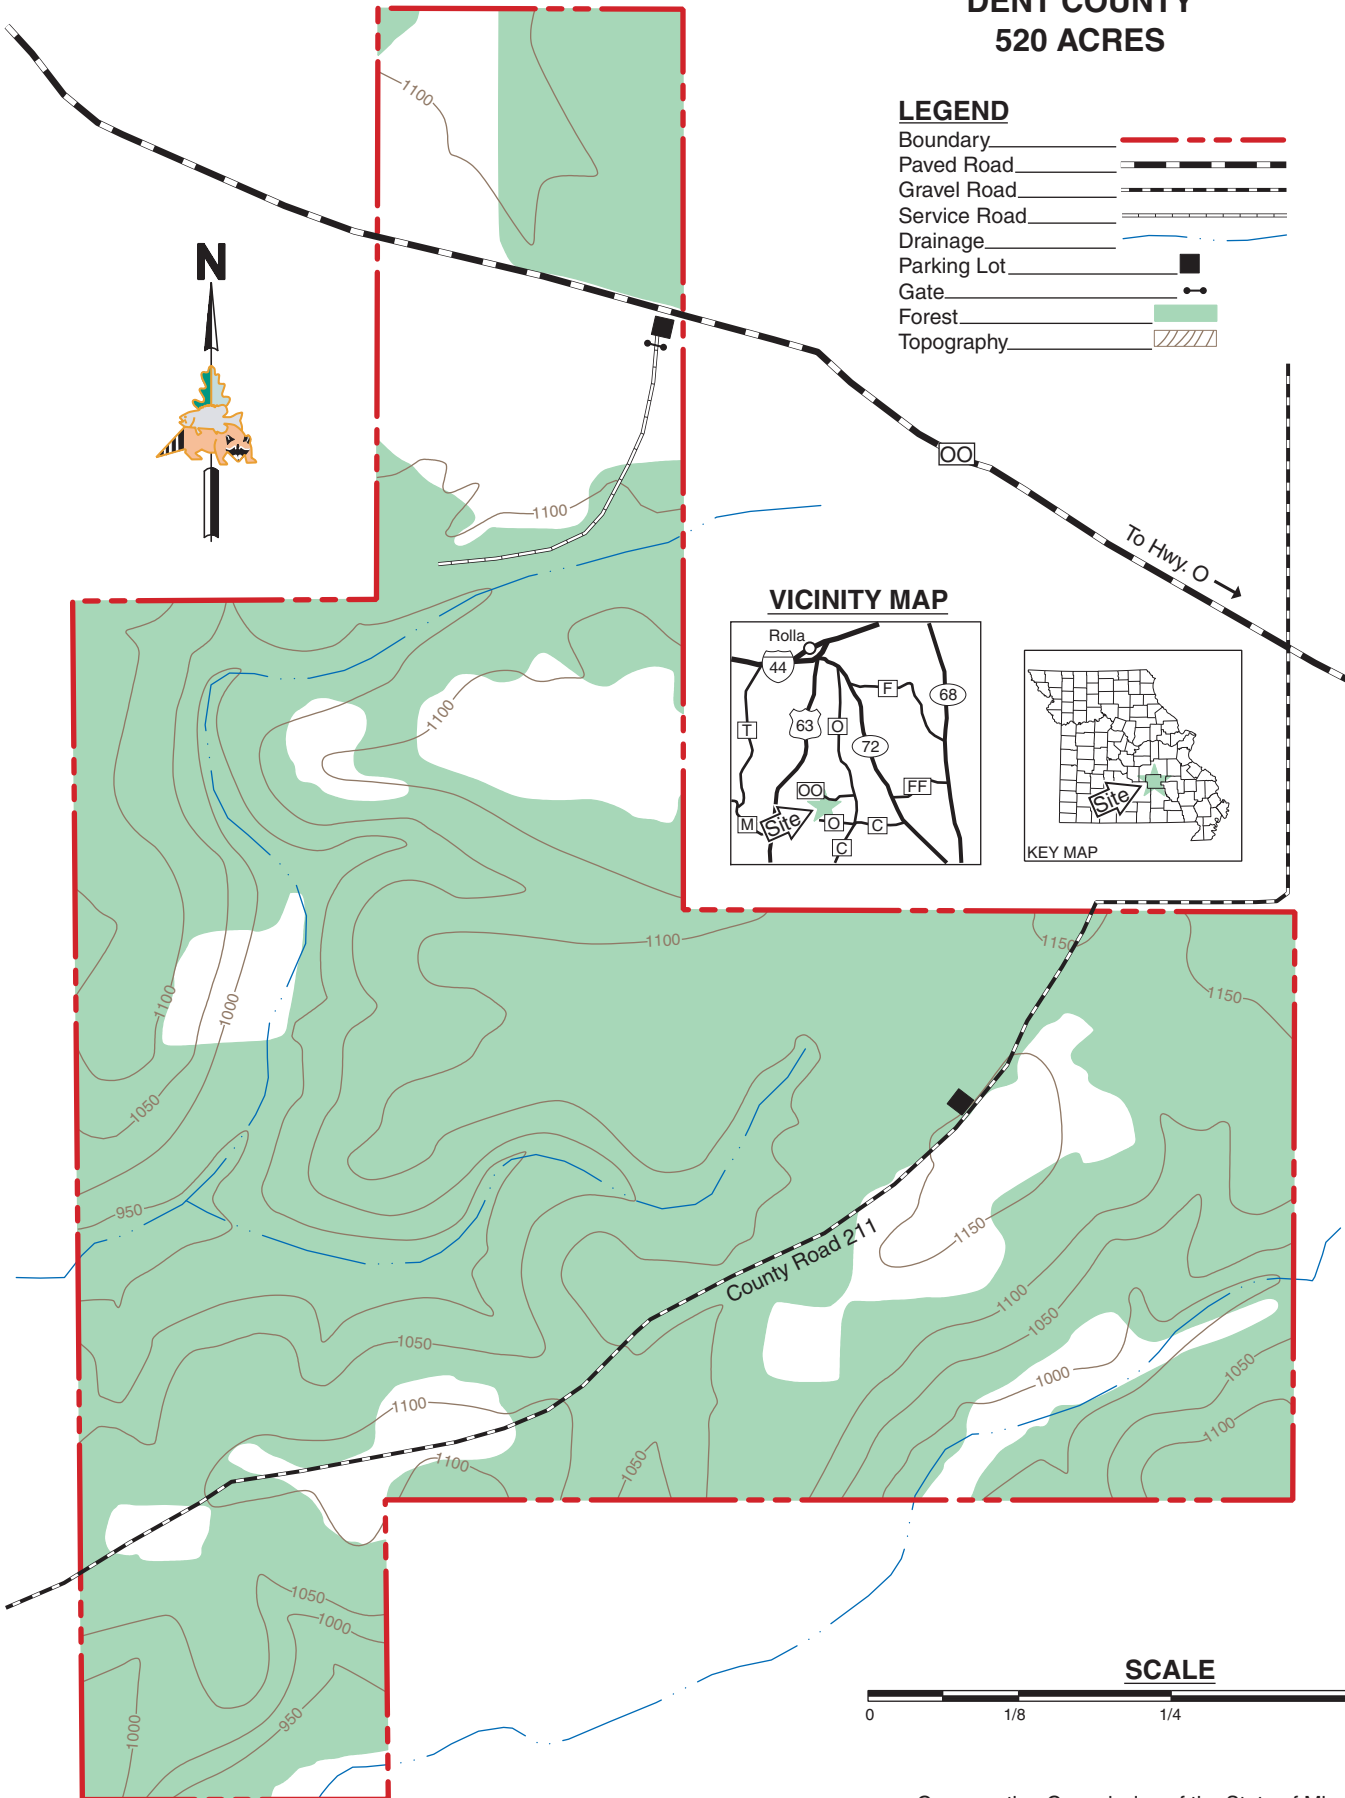 DENT COUNTY
520 ACRES
LEGEND
Boundary
Paved Road
Gravel Road
Service Road
Drainage
Parking Lot
Gate
Forest
Topography
N
1100
OO
To Hwy. O
1100
VICINITY MAP
Rolla
44
F
68
T
63
O
72
OO
FF
M
Site
O
C
C
Site
KEY MAP
1100
1100
1150
1150
1100
1000
1050
950
1150
County Road 211
1100
1050
1050
1000
1050
1100
1100
1100
1050
1050
1000
1000
950
SCALE
0
1/8
1/4